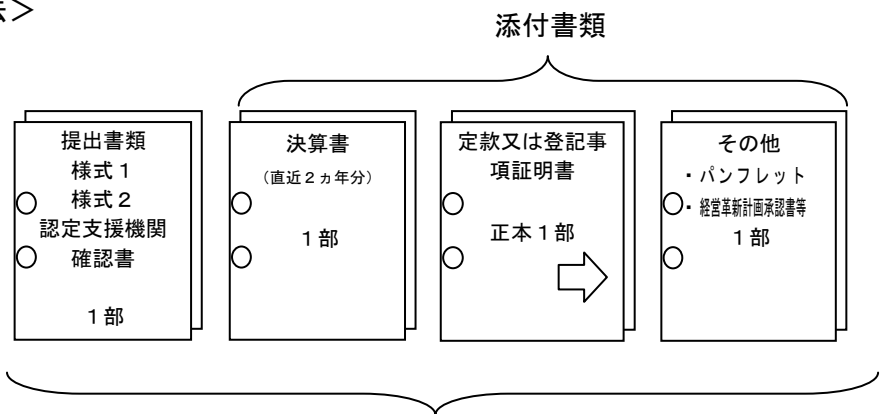 ＞
添付書類
提出書類
様式１
様式２
認定支援機関
確認書
１部
決算書
（直近２ヵ年分）
１部
定款又は登記事
項証明書
正本１部
その他
・パンフレット
・経営革新計画承認書等
１部